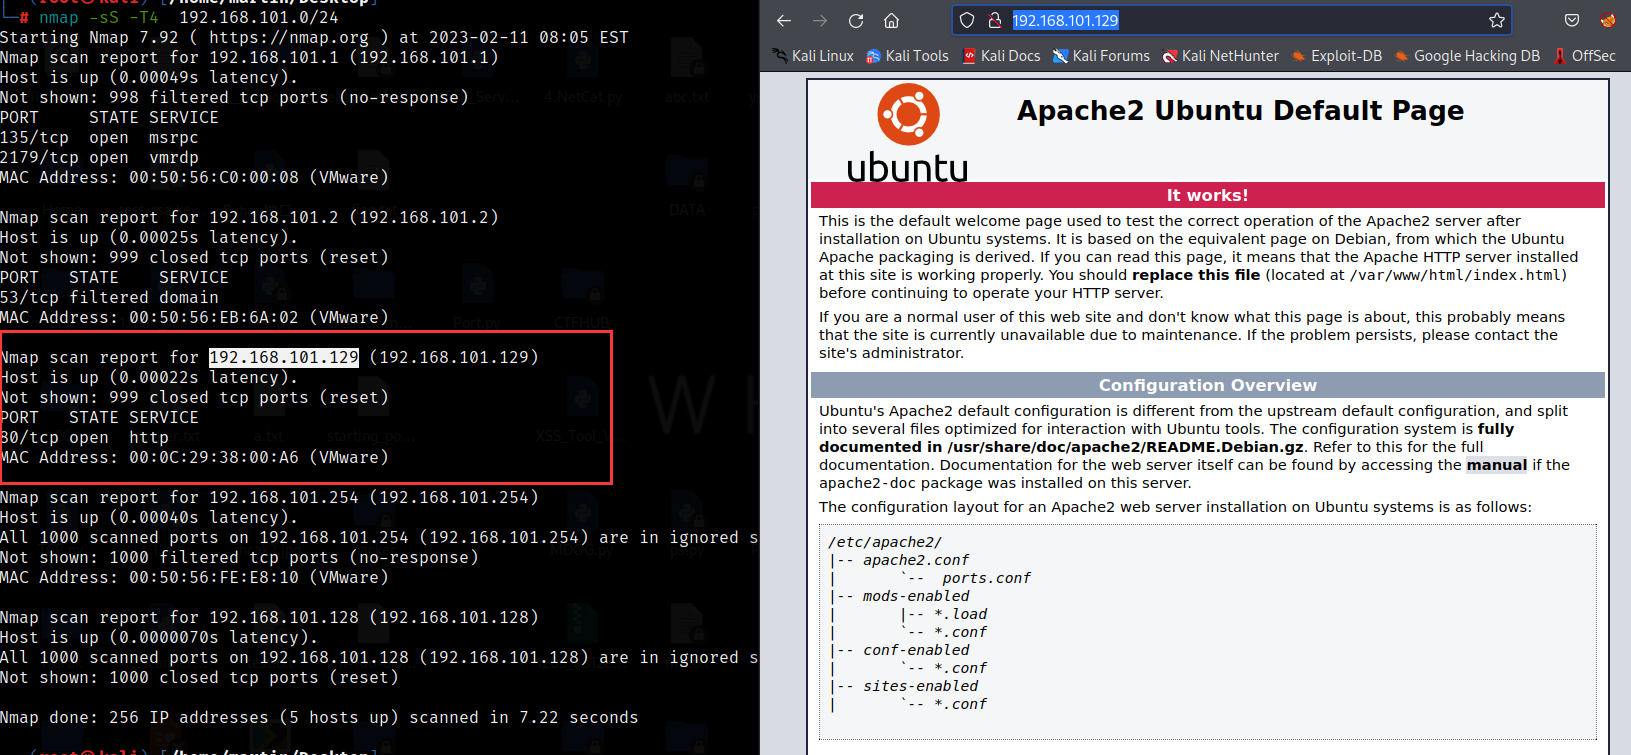 (root㉿kali)-[/home/martin/Desktop]
└─# nmap -sS -T4  192.168.101.0/24
Starting Nmap 7.92 ( https://nmap.org ) at 2023-02-11 08:05 EST
Nmap scan report for 192.168.101.1 (192.168.101.1)
Host is up (0.00049s latency).
Not shown: 998 filtered tcp ports (no-response)
PORT     STATE SERVICE
135/tcp  open  msrpc
2179/tcp open  vmrdp
MAC Address: 00:50:56:C0:00:08 (VMware)
Nmap scan report for 192.168.101.2 (192.168.101.2)
Host is up (0.00025s latency).
Not shown: 999 closed tcp ports (reset)
PORT   STATE    SERVICE
53/tcp filtered domain
MAC Address: 00:50:56:EB:6A:02 (VMware)
Nmap scan report for 192.168.101.129 (192.168.101.129)
Host is up (0.00022s latency).
Not shown: 999 closed tcp ports (reset)
PORT   STATE SERVICE
80/tcp open  http
MAC Address: 00:0C:29:38:00:A6 (VMware)
Nmap scan report for 192.168.101.254 (192.168.101.254)
Host is up (0.00040s latency).
All 1000 scanned ports on 192.168.101.254 (192.168.101.254) are in ignored s
Not shown: 1000 filtered tcp ports (no-response)
MAC Address: 00:50:56:FE:E8:10 (VMware)
Nmap scan report for 192.168.101.128 (192.168.101.128)
Host is up (0.0000070s latency).
All 1000 scanned ports on 192.168.101.128 (192.168.101.128) are in ignored s
Not shown: 1000 closed tcp ports (reset)
Nmap done: 256 IP addresses (5 hosts up) scanned in 7.22 seconds
(root㉿kali)-[/home/martin/Desktop]
4.NetCat.py
abc.txt
DATA
Port.py
CTFHUB
a.txt
XSS_Tool_V...
192.168.101.129
Kali Linux Kali Tools Kali Docs Kali Forums Kali NetHunter Exploit-DB Google Hacking DB OffSec
ubuntu
Apache2 Ubuntu Default Page
It works!
This is the default welcome page used to test the correct operation of the Apache2 server after
installation on Ubuntu systems. It is based on the equivalent page on Debian, from which the Ubuntu
Apache packaging is derived. If you can read this page, it means that the Apache HTTP server installed
at this site is working properly. You should replace this file (located at /var/www/html/index.html)
before continuing to operate your HTTP server.
If you are a normal user of this web site and don't know what this page is about, this probably means
that the site is currently unavailable due to maintenance. If the problem persists, please contact the
site's administrator.
Configuration Overview
Ubuntu's Apache2 default configuration is different from the upstream default configuration, and split
into several files optimized for interaction with Ubuntu tools. The configuration system is fully
documented in /usr/share/doc/apache2/README.Debian.gz. Refer to this for the full
documentation. Documentation for the web server itself can be found by accessing the manual if the
apache2-doc package was installed on this server.
The configuration layout for an Apache2 web server installation on Ubuntu systems is as follows:
/etc/apache2/
|-- apache2.conf
|       `--  ports.conf
|-- mods-enabled
|       |-- *.load
|       `-- *.conf
|-- conf-enabled
|       `-- *.conf
|-- sites-enabled
|       `-- *.conf